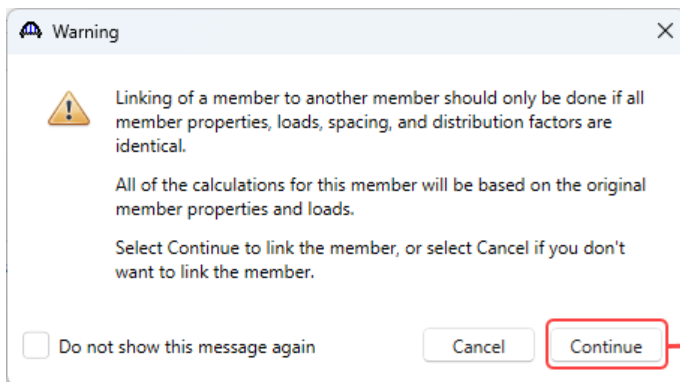 Warning
Linking of a member to another member should only be done if all
member properties, loads, spacing, and distribution factors are
identical.
All of the calculations for this member will be based on the original
member properties and loads.
Select Continue to link the member, or select Cancel if you don't
want to link the member.
Do not show this message again
Cancel
Continue